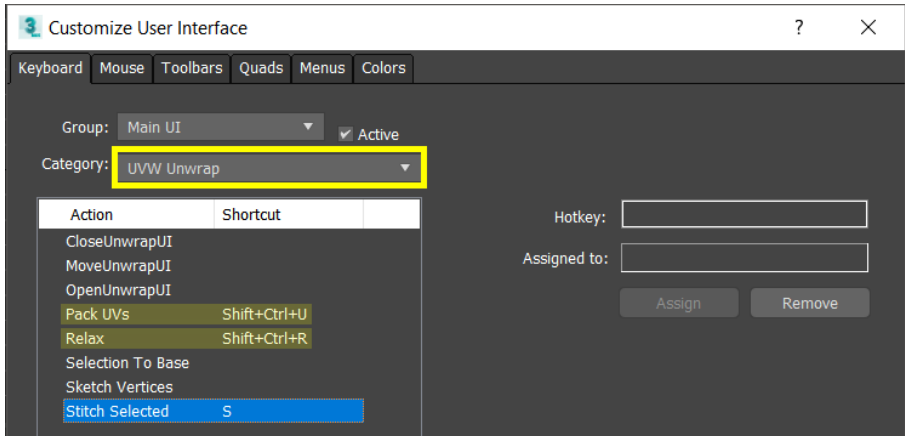 3 Customize User Interface ? ×
Keyboard Mouse Toolbars Quads Menus Colors
Group: Main UI Active
Category: UVW Unwrap
Action Shortcut
Hotkey:
CloseUnwrapUI
MoveUnwrapUI
Assigned to:
OpenUnwrapUI
Pack UVs Shift+Ctrl+U
Assign Remove
Relax Shift+Ctrl+R
Selection To Base
Sketch Vertices
Stitch Selected S